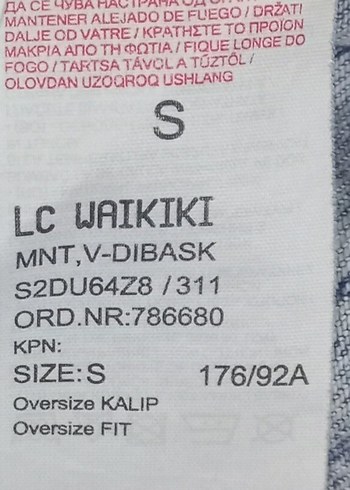 ДА СЕ ЧУВА НАСТРАНА ОД
MANTENER ALEJADO DE FUEGO / DRŽATI
DALJE OD VATRE / ΚΡΑΤΗΣΤΕ ΤΟ ΠΡΟΪΟΝ
ΜΑΚΡΙΑ ΑΠΟ ΤΗ ΦΩΤΙΑ / FIQUE LONGE DO
FOGO / TARTSA TÁVOL A TŰZTŐL /
OLOVDAN UZOQROQ USHLANG
S
LC WAIKIKI
MNT,V-DIBASK
S2DU64Z8 / 311
ORD.NR:786680
KPN:
SIZE:S 176/92A
Oversize KALIP
Oversize FIT